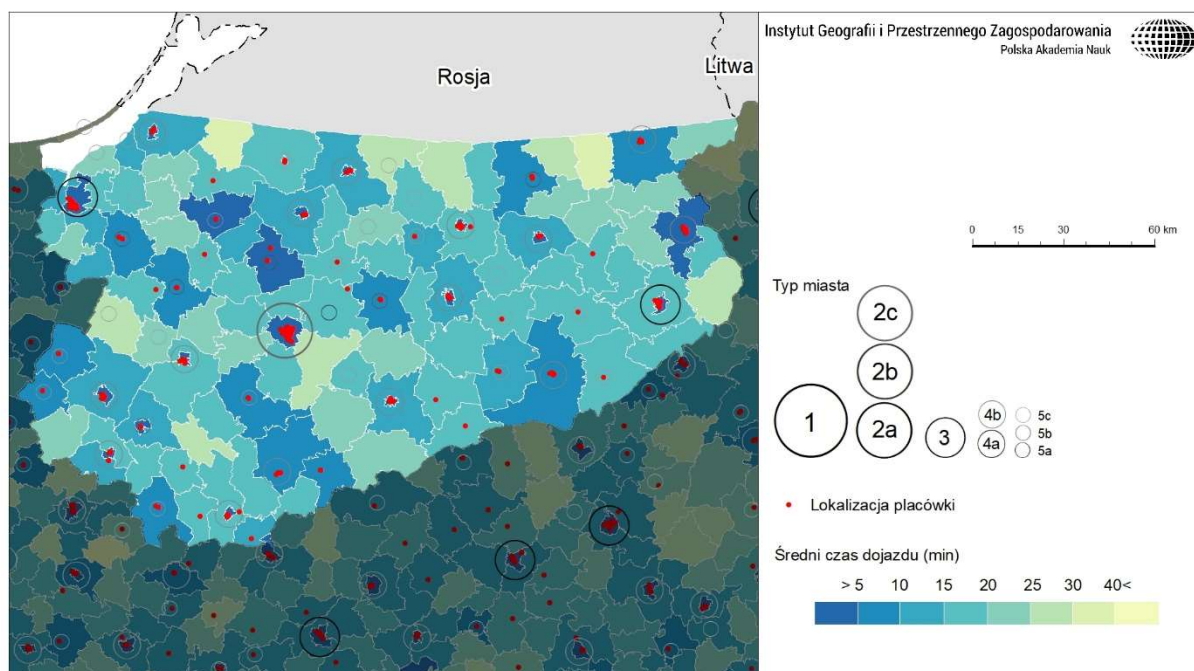 Instytut Geografii i Przestrzennego Zagospodarowania
Polska Akademia Nauk
Rosja
Litwa
0 15 30 60 km
Typ miasta
2c
2b
1
2a
3
4b
4a
5c
5b
5a
Lokalizacja placówki
Średni czas dojazdu (min)
> 5 10 15 20 25 30 40<